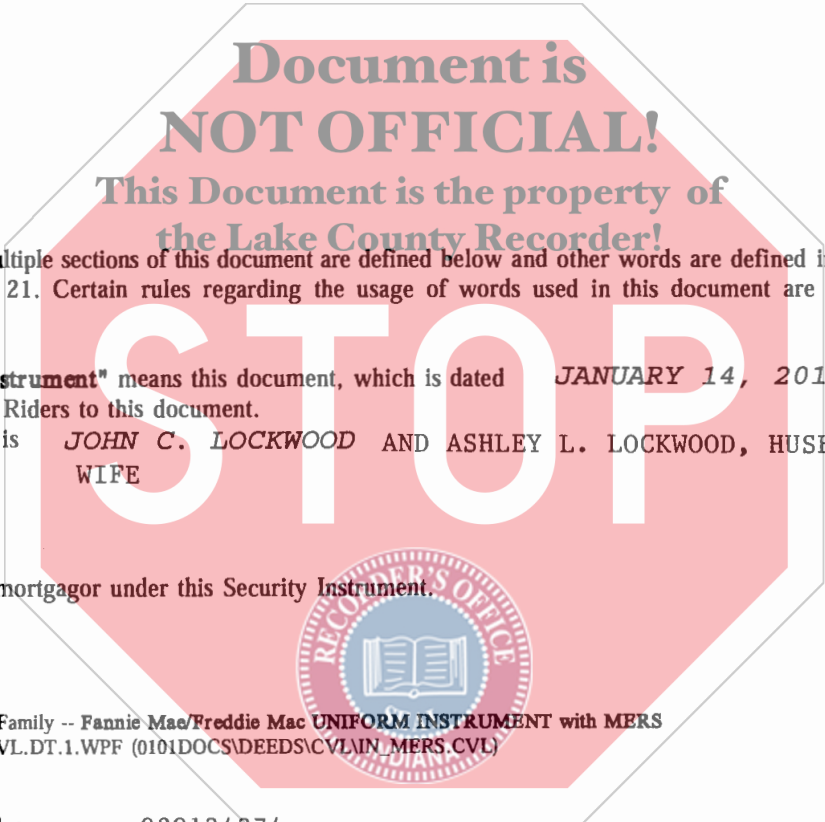 Document is
NOT OFFICIAL!
This Document is the property of
the Lake County Recorder!
ltiple sections of this document are defined below and other words are defined i
21. Certain rules regarding the usage of words used in this document are
STOP
strument" means this document, which is dated JANUARY 14, 201
Riders to this document.
is JOHN C. LOCKWOOD AND ASHLEY L. LOCKWOOD, HUSB
WIFE
mortgagor under this Security Instrument.
RECORDER'S OFFICE
SEAL
INDIANA
Family -- Fannie Mae/Freddie Mac UNIFORM INSTRUMENT with MERS
VL.DT.1.WPF (0101DOCS\DEEDS\CVL\IN_MERS.CVL)